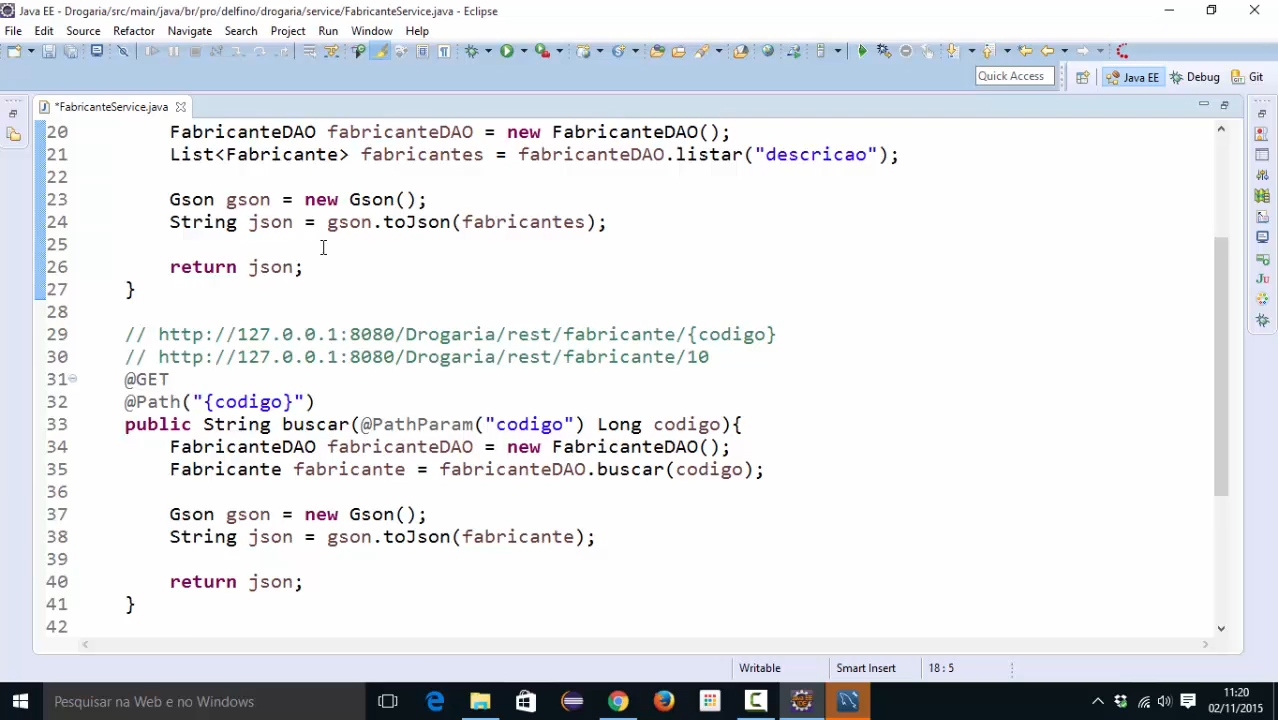 Java EE - Drogaria/src/main/java/br/pro/delfino/drogaria/service/FabricanteService.java - Eclipse
File Edit Source Refactor Navigate Search Project Run Window Help
Quick Access Java EE Debug Git
*FabricanteService.java
20 FabricanteDAO fabricanteDAO = new FabricanteDAO();
21 List<Fabricante> fabricantes = fabricanteDAO.listar("descricao");
22
23 Gson gson = new Gson();
24 String json = gson.toJson(fabricantes);
25
26 return json;
27 }
28
29 // http://127.0.0.1:8080/Drogaria/rest/fabricante/{codigo}
30 // http://127.0.0.1:8080/Drogaria/rest/fabricante/10
31 @GET
32 @Path("{codigo}")
33 public String buscar(@PathParam("codigo") Long codigo){
34 FabricanteDAO fabricanteDAO = new FabricanteDAO();
35 Fabricante fabricante = fabricanteDAO.buscar(codigo);
36
37 Gson gson = new Gson();
38 String json = gson.toJson(fabricante);
39
40 return json;
41 }
42
Writable Smart Insert 18 : 5
Pesquisar na Web e no Windows
11:20
02/11/2015